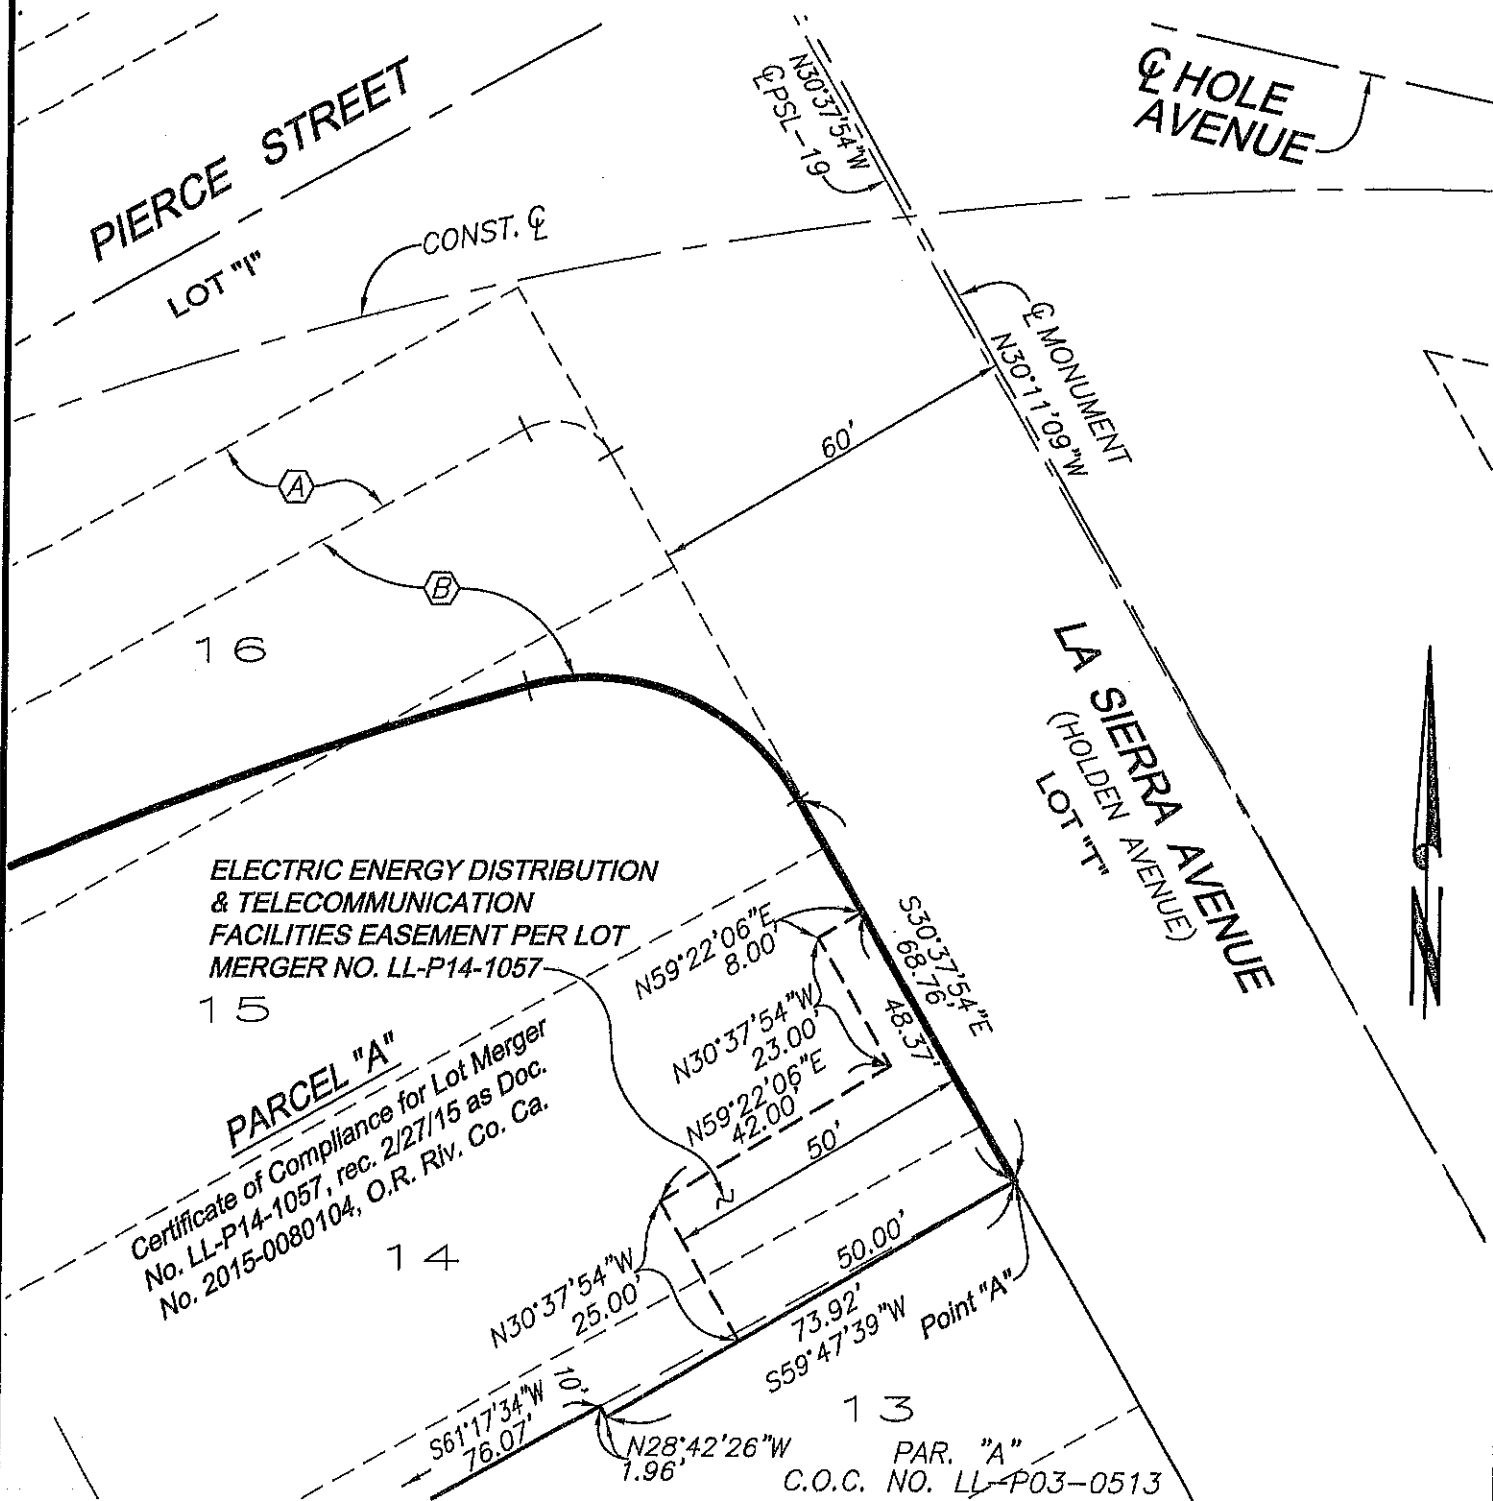 PIERCE STREET
LOT "I"
CONST. ℄
N30°37'54"W
℄ PSL-19
℄ HOLE
AVENUE
℄ MONUMENT
N30°11'09"W
60'
A
B
16
LA SIERRA AVENUE
(HOLDEN AVENUE)
LOT "T"
ELECTRIC ENERGY DISTRIBUTION
& TELECOMMUNICATION
FACILITIES EASEMENT PER LOT
MERGER NO. LL-P14-1057
15
N59°22'06"E
8.00'
S30°37'54"E
68.76'
48.37'
N30°37'54"W
23.00'
N59°22'06"E
42.00'
50'
PARCEL "A"
Certificate of Compliance for Lot Merger
No. LL-P14-1057, rec. 2/27/15 as Doc.
No. 2015-0080104, O.R. Riv. Co. Ca.
14
N30°37'54"W
25.00'
50.00'
73.92'
S59°47'39"W
Point "A"
10'
S61°17'34"W
76.07'
N28°42'26"W
1.96'
13
PAR. "A"
C.O.C. NO. LL-P03-0513
N